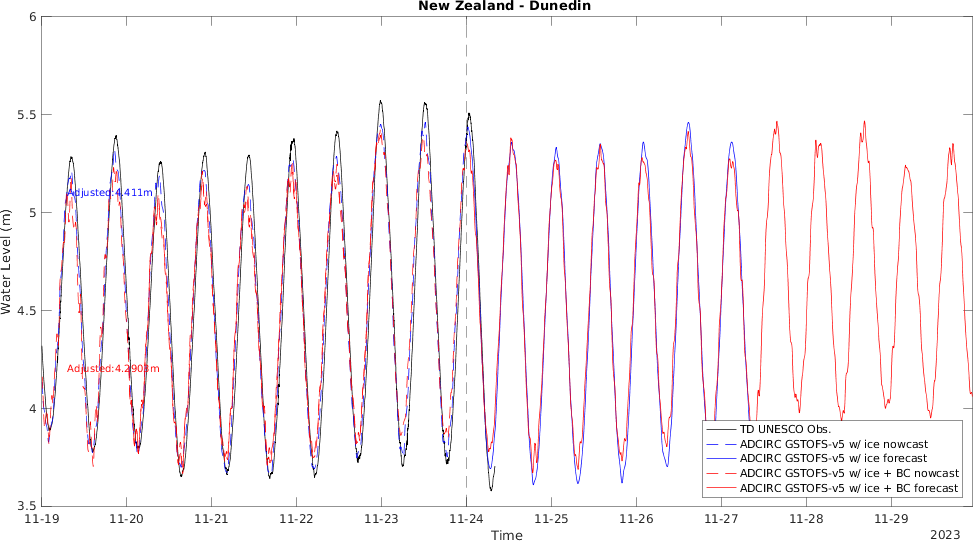 New Zealand - Dunedin
6
5.5
5
4.5
4
3.5
Water Level (m)
Adjusted:4.411m
Adjusted:4.2903m
TD UNESCO Obs.
ADCIRC GSTOFS-v5 w/ ice nowcast
ADCIRC GSTOFS-v5 w/ ice forecast
ADCIRC GSTOFS-v5 w/ ice + BC nowcast
ADCIRC GSTOFS-v5 w/ ice + BC forecast
11-19 11-20 11-21 11-22 11-23 11-24 11-25 11-26 11-27 11-28 11-29
Time
2023